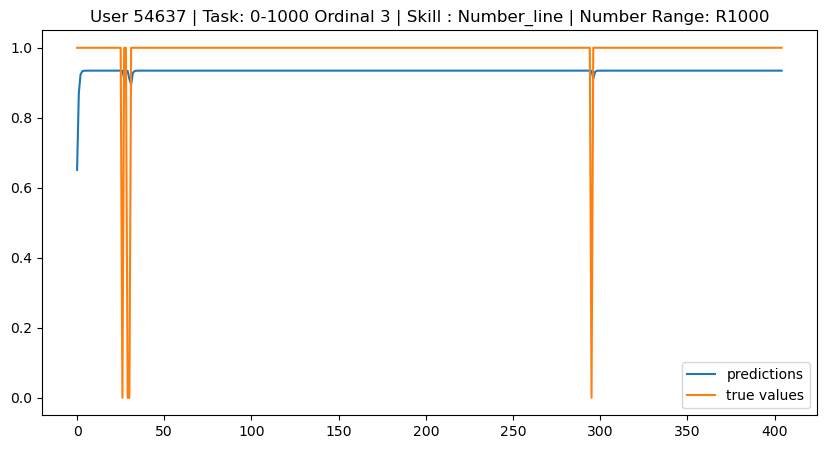 User 54637 | Task: 0-1000 Ordinal 3 | Skill : Number_line | Number Range: R1000
1.0
0.8
0.6
0.4
0.2
0.0
predictions
true values
0 50 100 150 200 250 300 350 400